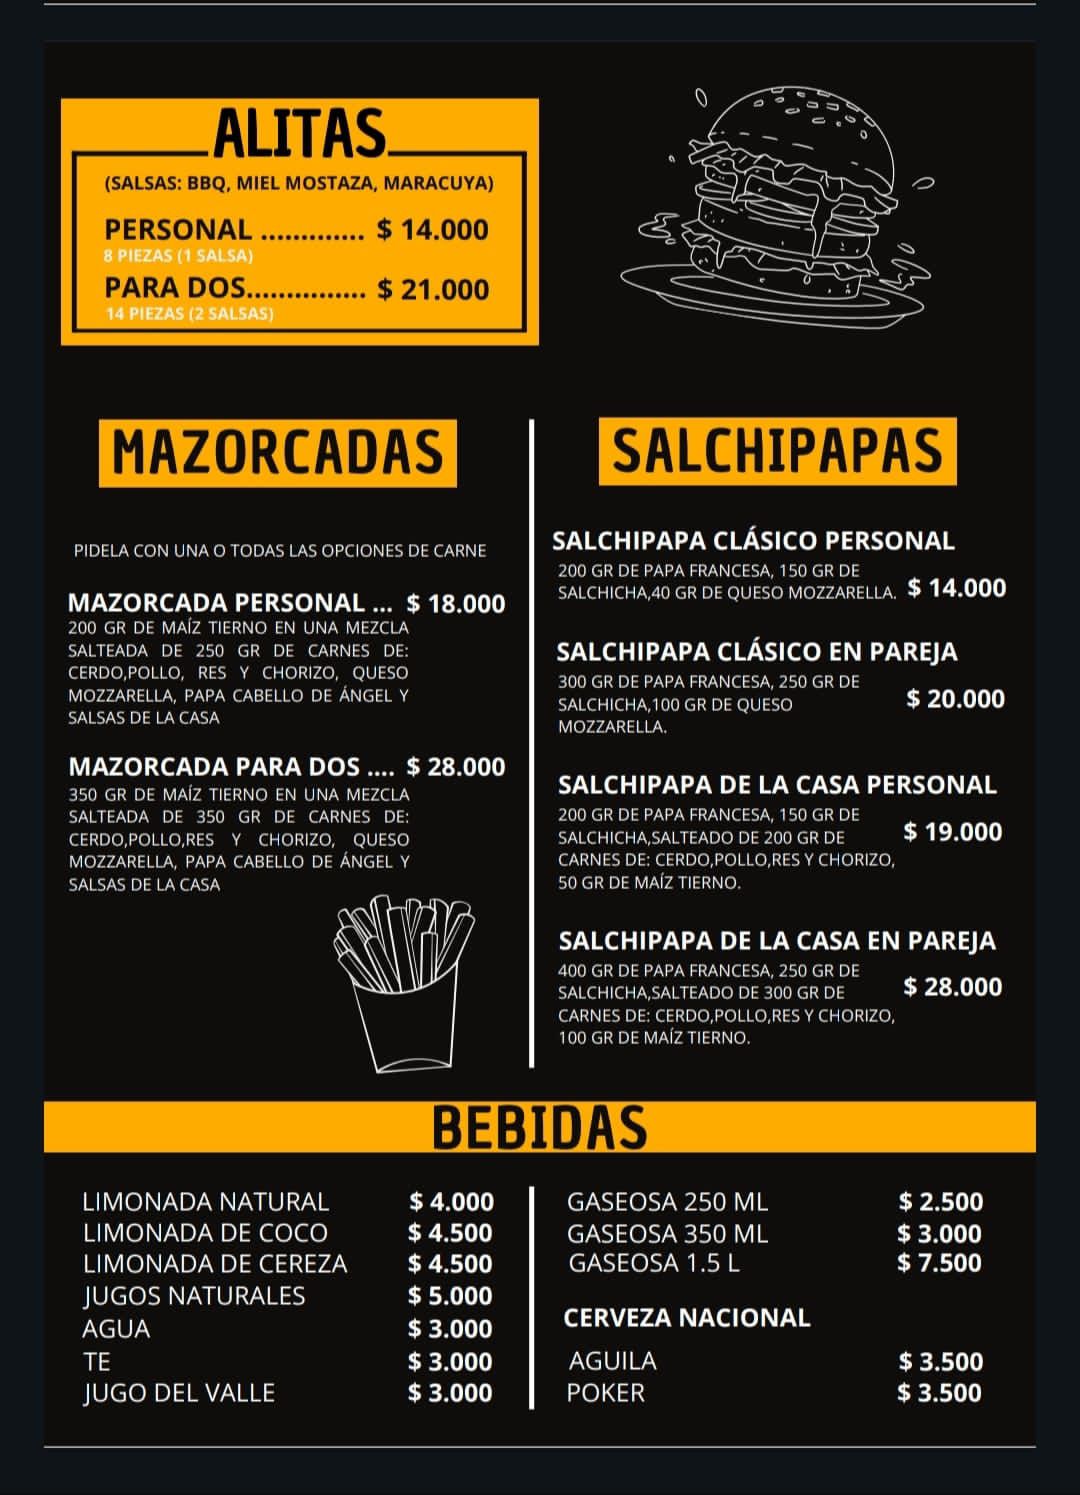 ALITAS
(SALSAS: BBQ, MIEL MOSTAZA, MARACUYA)
PERSONAL ............. $ 14.000
8 PIEZAS (1 SALSA)
PARA DOS............... $ 21.000
14 PIEZAS (2 SALSAS)
MAZORCADAS
PIDELA CON UNA O TODAS LAS OPCIONES DE CARNE
MAZORCADA PERSONAL ... $ 18.000
200 GR DE MAÍZ TIERNO EN UNA MEZCLA
SALTEADA DE 250 GR DE CARNES DE:
CERDO,POLLO, RES Y CHORIZO, QUESO
MOZZARELLA, PAPA CABELLO DE ÁNGEL Y
SALSAS DE LA CASA
MAZORCADA PARA DOS .... $ 28.000
350 GR DE MAÍZ TIERNO EN UNA MEZCLA
SALTEADA DE 350 GR DE CARNES DE:
CERDO,POLLO,RES Y CHORIZO, QUESO
MOZZARELLA, PAPA CABELLO DE ÁNGEL Y
SALSAS DE LA CASA
SALCHIPAPAS
SALCHIPAPA CLÁSICO PERSONAL
200 GR DE PAPA FRANCESA, 150 GR DE
SALCHICHA,40 GR DE QUESO MOZZARELLA. $ 14.000
SALCHIPAPA CLÁSICO EN PAREJA
300 GR DE PAPA FRANCESA, 250 GR DE
SALCHICHA,100 GR DE QUESO $ 20.000
MOZZARELLA.
SALCHIPAPA DE LA CASA PERSONAL
200 GR DE PAPA FRANCESA, 150 GR DE
SALCHICHA,SALTEADO DE 200 GR DE $ 19.000
CARNES DE: CERDO,POLLO,RES Y CHORIZO,
50 GR DE MAÍZ TIERNO.
SALCHIPAPA DE LA CASA EN PAREJA
400 GR DE PAPA FRANCESA, 250 GR DE
SALCHICHA,SALTEADO DE 300 GR DE $ 28.000
CARNES DE: CERDO,POLLO,RES Y CHORIZO,
100 GR DE MAÍZ TIERNO.
BEBIDAS
LIMONADA NATURAL $ 4.000
LIMONADA DE COCO $ 4.500
LIMONADA DE CEREZA $ 4.500
JUGOS NATURALES $ 5.000
AGUA $ 3.000
TE $ 3.000
JUGO DEL VALLE $ 3.000
GASEOSA 250 ML $ 2.500
GASEOSA 350 ML $ 3.000
GASEOSA 1.5 L $ 7.500
CERVEZA NACIONAL
AGUILA $ 3.500
POKER $ 3.500